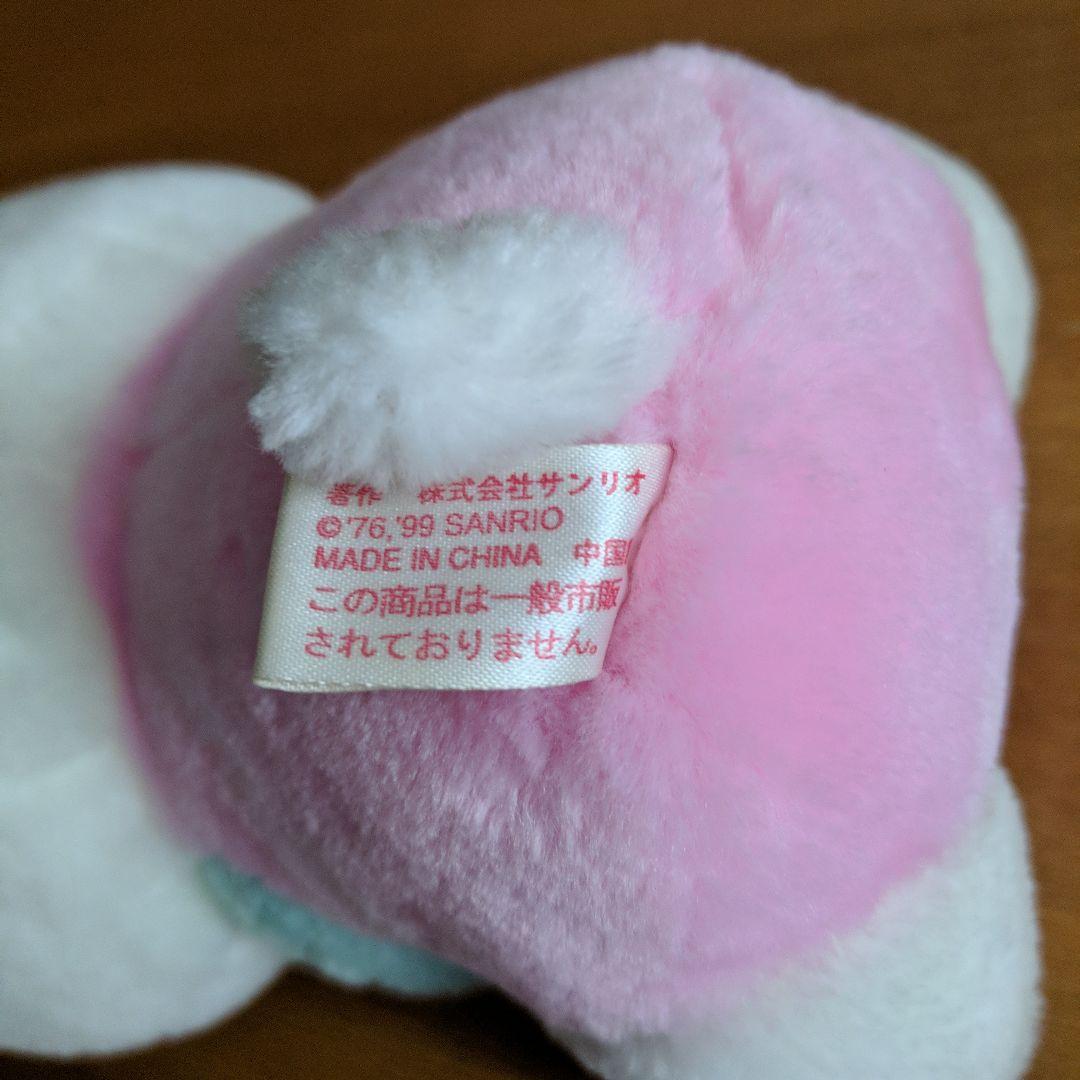 著作 株式会社サンリオ
©'76,'99 SANRIO
MADE IN CHINA 中国
この商品は一般市販
されておりません。